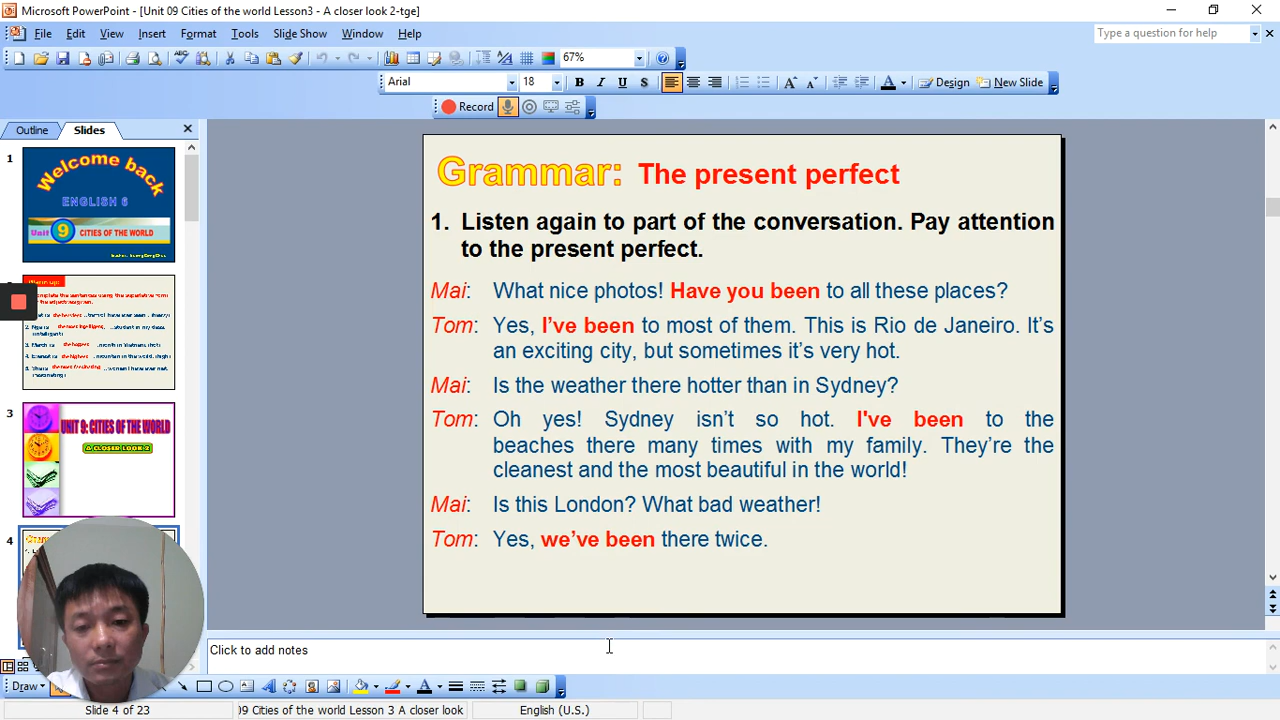 Microsoft PowerPoint - [Unit 09 Cities of the world Lesson3 - A closer look 2-tge]
File Edit View Insert Format Tools Slide Show Window Help
Type a question for help
67%
Arial 18 B I U S Design New Slide
Record
Outline Slides
1
Welcome back
ENGLISH 6
Unit 9 CITIES OF THE WORLD
3
UNIT 9: CITIES OF THE WORLD
A CLOSER LOOK 2
4
Grammar: The present perfect
1. Listen again to part of the conversation. Pay attention
to the present perfect.
Mai: What nice photos! Have you been to all these places?
Tom: Yes, I’ve been to most of them. This is Rio de Janeiro. It’s
an exciting city, but sometimes it’s very hot.
Mai: Is the weather there hotter than in Sydney?
Tom: Oh yes! Sydney isn’t so hot. I've been to the
beaches there many times with my family. They’re the
cleanest and the most beautiful in the world!
Mai: Is this London? What bad weather!
Tom: Yes, we’ve been there twice.
Click to add notes
Draw
Slide 4 of 23
09 Cities of the world Lesson 3 A closer look
English (U.S.)